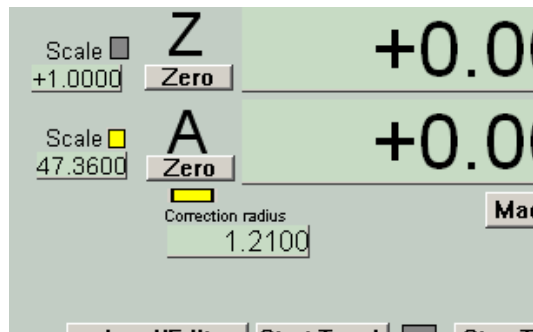 Scale Z +0.0
+1.0000 Zero
Scale A +0.0
47.3600 Zero
Correction radius
1.2100